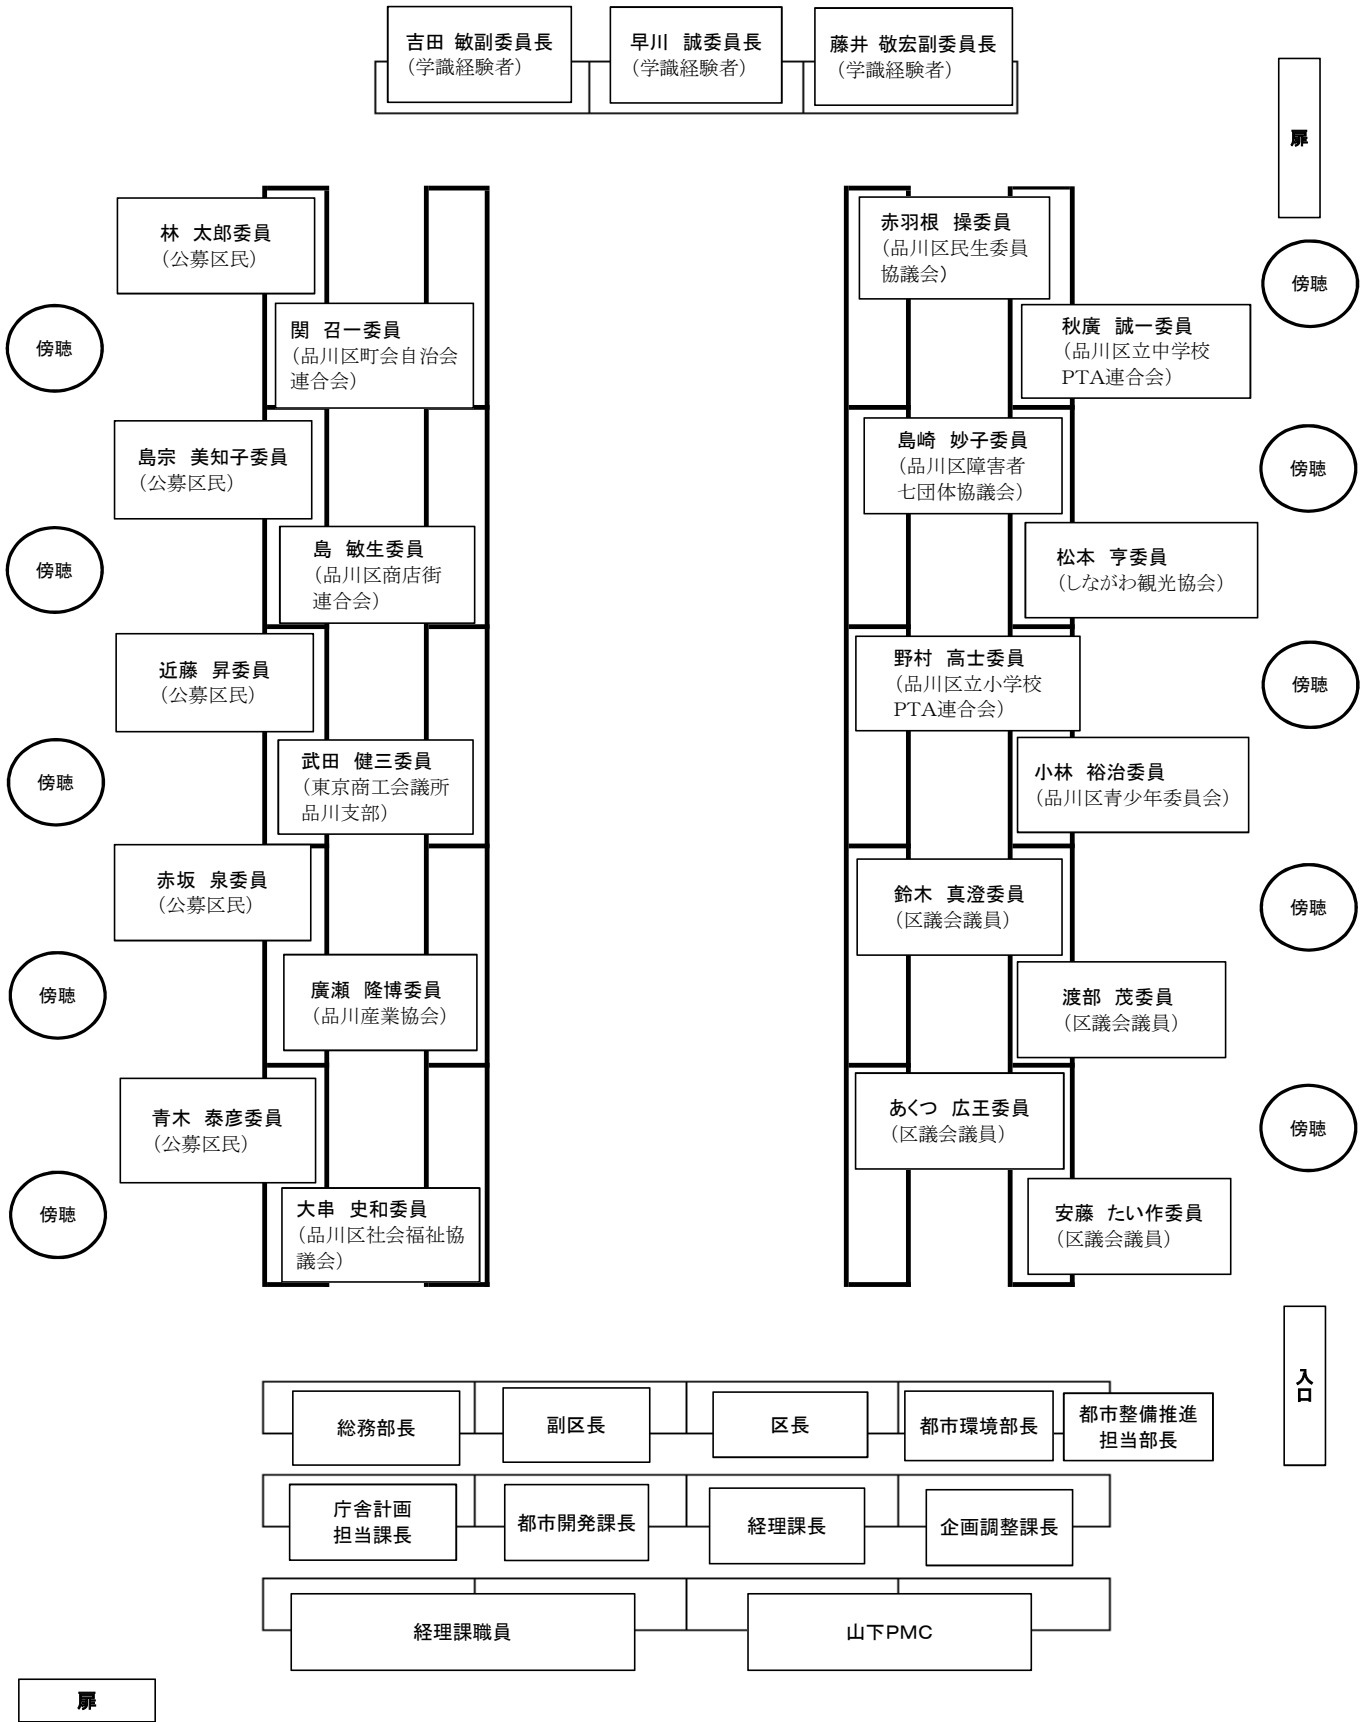 吉田 敏副委員長
（学識経験者）
早川 誠委員長
（学識経験者）
藤井 敬宏副委員長
（学識経験者）
扉
林 太郎委員
（公募区民）
傍聴
関 召一委員
（品川区町会自治会
連合会）
島宗 美知子委員
（公募区民）
傍聴
島 敏生委員
（品川区商店街
連合会）
近藤 昇委員
（公募区民）
傍聴
武田 健三委員
（東京商工会議所
品川支部）
赤坂 泉委員
（公募区民）
傍聴
廣瀬 隆博委員
（品川産業協会）
青木 泰彦委員
（公募区民）
傍聴
大串 史和委員
（品川区社会福祉協
議会）
赤羽根 操委員
（品川区民生委員
協議会）
傍聴
秋廣 誠一委員
（品川区立中学校
PTA連合会）
島崎 妙子委員
（品川区障害者
七団体協議会）
傍聴
松本 亨委員
（しながわ観光協会）
野村 高士委員
（品川区立小学校
PTA連合会）
傍聴
小林 裕治委員
（品川区青少年委員会）
鈴木 真澄委員
（区議会議員）
傍聴
渡部 茂委員
（区議会議員）
あくつ 広王委員
（区議会議員）
傍聴
安藤 たい作委員
（区議会議員）
入口
総務部長
副区長
区長
都市環境部長
都市整備推進
担当部長
庁舎計画
担当課長
都市開発課長
経理課長
企画調整課長
経理課職員
山下PMC
扉